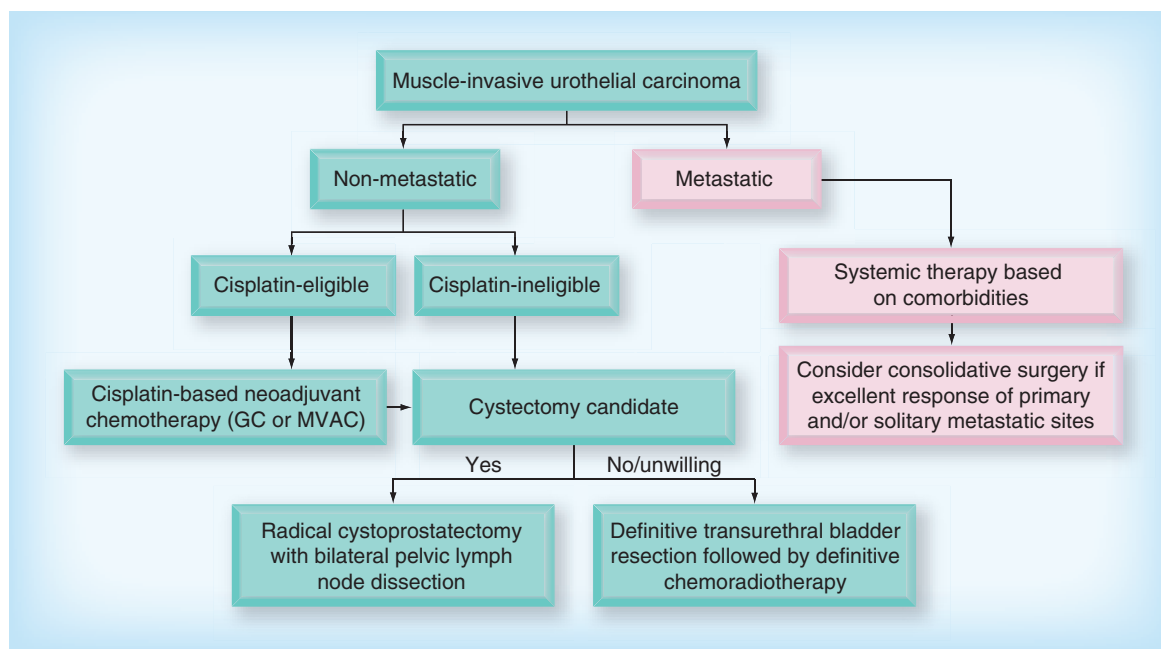 Muscle-invasive urothelial carcinoma
Non-metastatic
Metastatic
Cisplatin-eligible
Cisplatin-ineligible
Systemic therapy based
on comorbidities
Cisplatin-based neoadjuvant
chemotherapy (GC or MVAC)
Cystectomy candidate
Consider consolidative surgery if
excellent response of primary
and/or solitary metastatic sites
Yes
No/unwilling
Radical cystoprostatectomy
with bilateral pelvic lymph
node dissection
Definitive transurethral bladder
resection followed by definitive
chemoradiotherapy